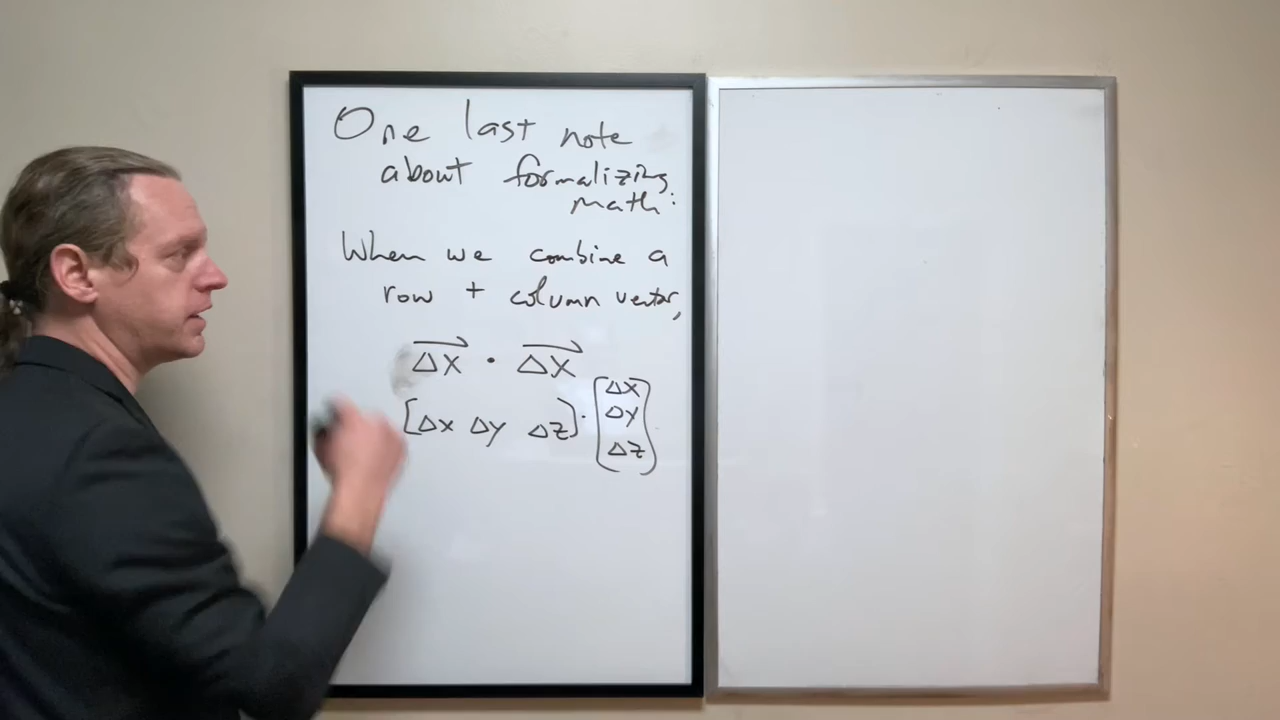 One last note
about formalizing
math:
When we combine a
row + column vector,
→ΔX · →ΔX
[Δx Δy Δz] · [Δx
Δy
Δz]